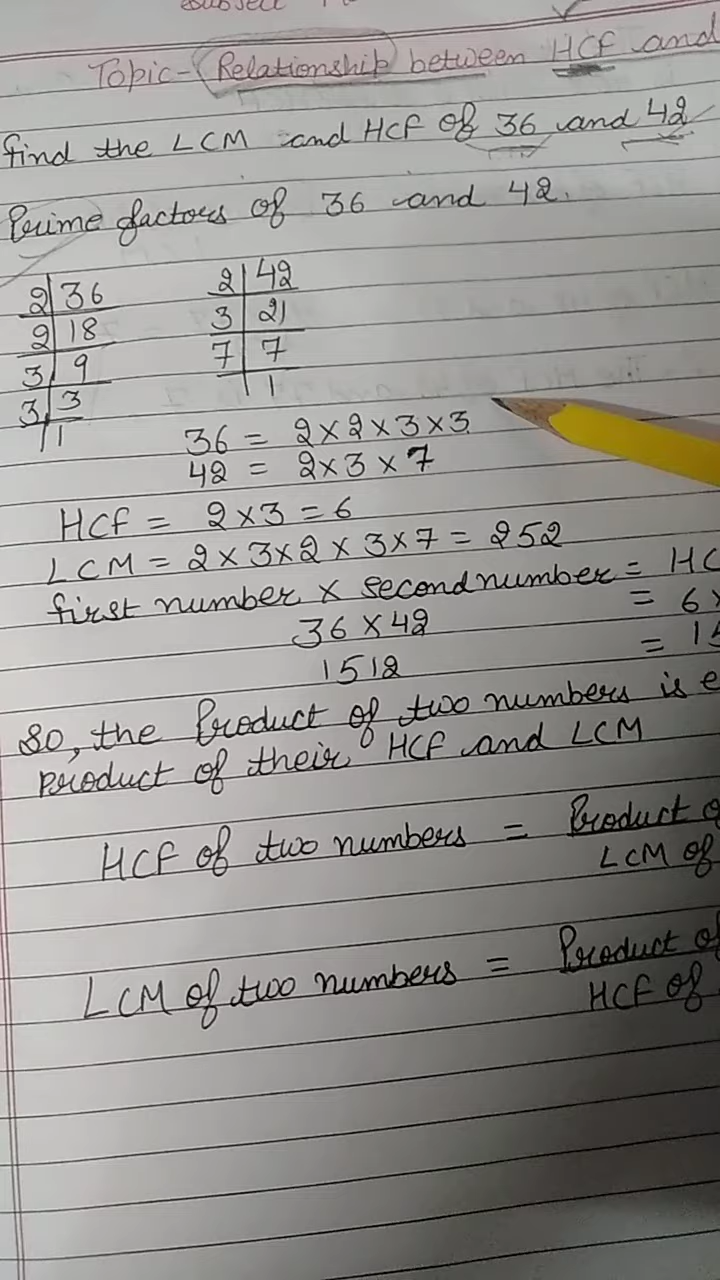 Topic - Relationship between HCF and
find the LCM and HCF of 36 and 42
Prime factors of 36 and 42.
2 | 36
2 | 18
3 | 9
3 | 3
1
2 | 42
3 | 21
7 | 7
1
36 = 2×2×3×3
42 = 2×3×7
HCF = 2×3=6
LCM = 2×3×2×3×7=252
first number × second number = HC
36×42 = 6×
1512 = 15
So, the Product of two numbers is e
Product of their HCF and LCM
HCF of two numbers = Product o
LCM of
LCM of two numbers = Product of
HCF of